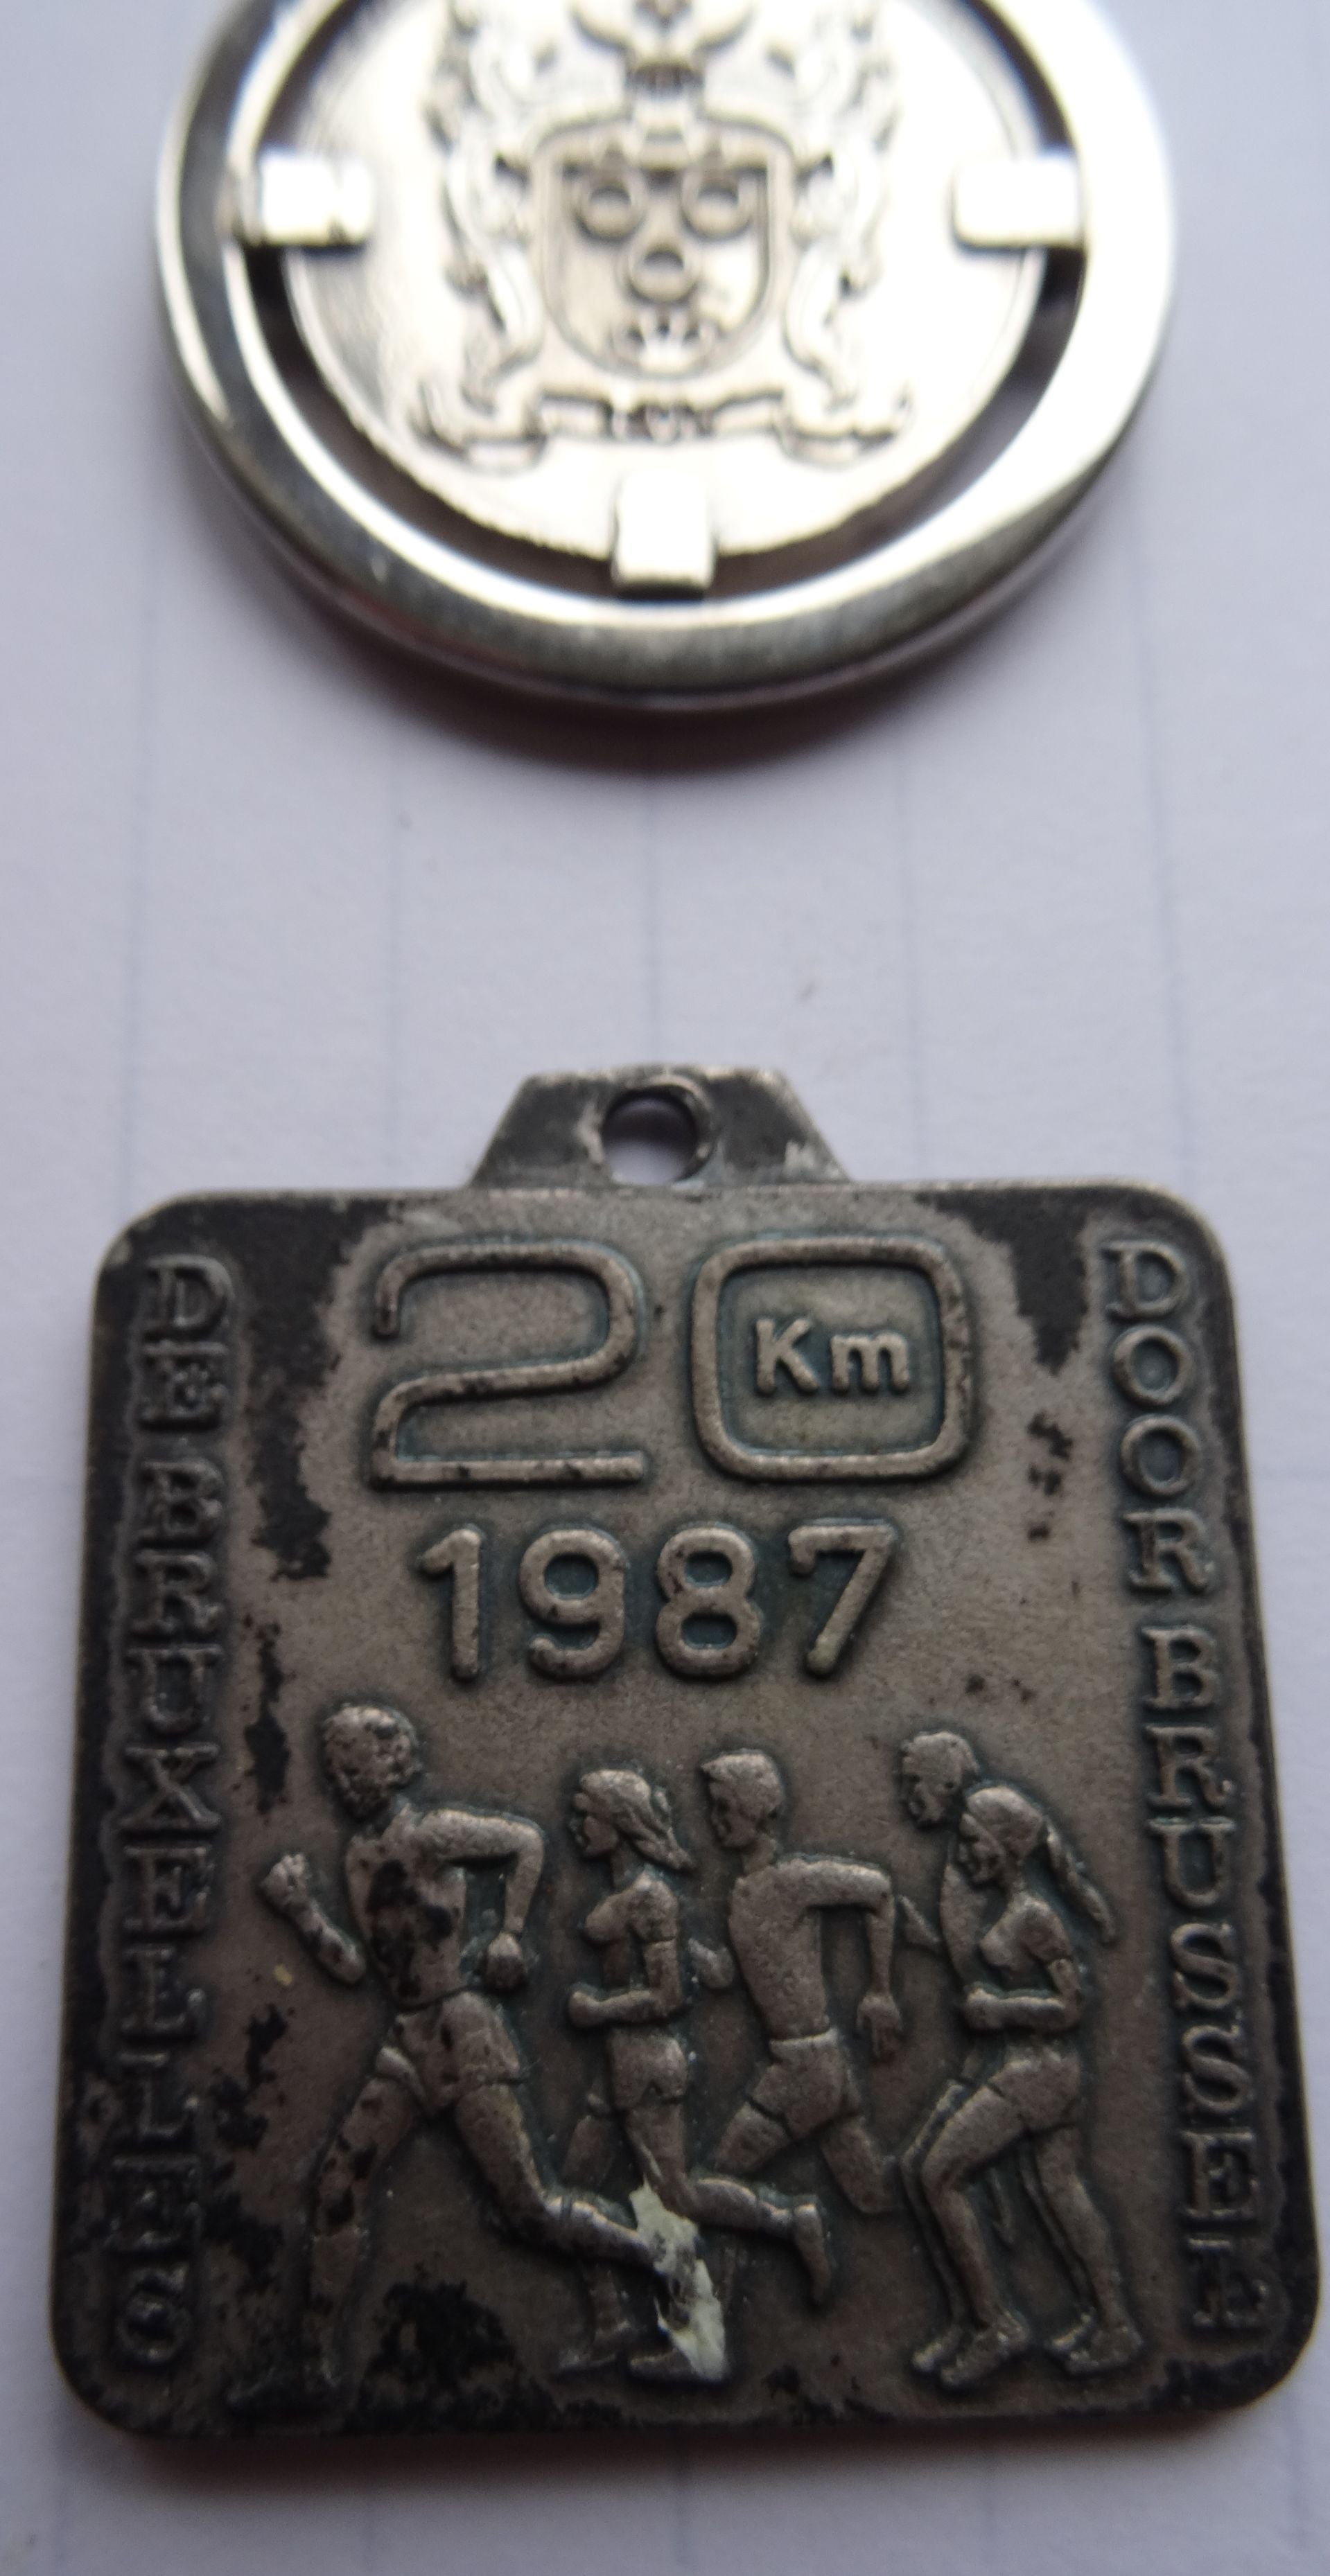 20 Km
1987
DE BRUXELLES
DOOR BRUSSEL